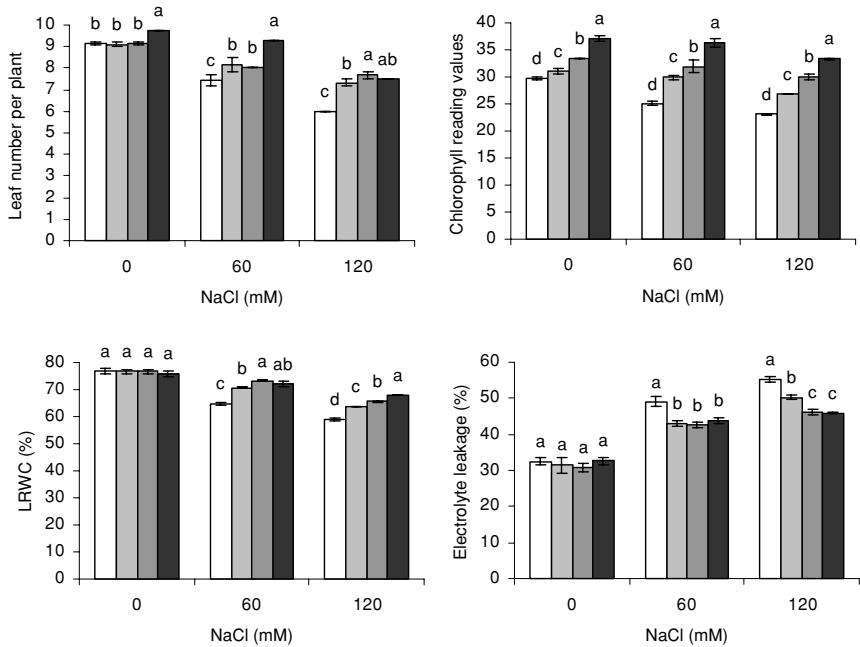 Leaf number per plant
10
9
8
7
6
5
4
3
2
1
0
b b b a
c b b a
c b a ab
0 60 120
NaCl (mM)
Chlorophyll reading values
40
35
30
25
20
15
10
5
0
d c b a
d c b a
d c b a
0 60 120
NaCl (mM)
LRWC (%)
80
70
60
50
40
30
20
10
0
a a a a
c b a ab
d c b a
0 60 120
NaCl (mM)
Electrolyte leakage (%)
60
50
40
30
20
10
0
a a a a
a b b b
a b c c
0 60 120
NaCl (mM)